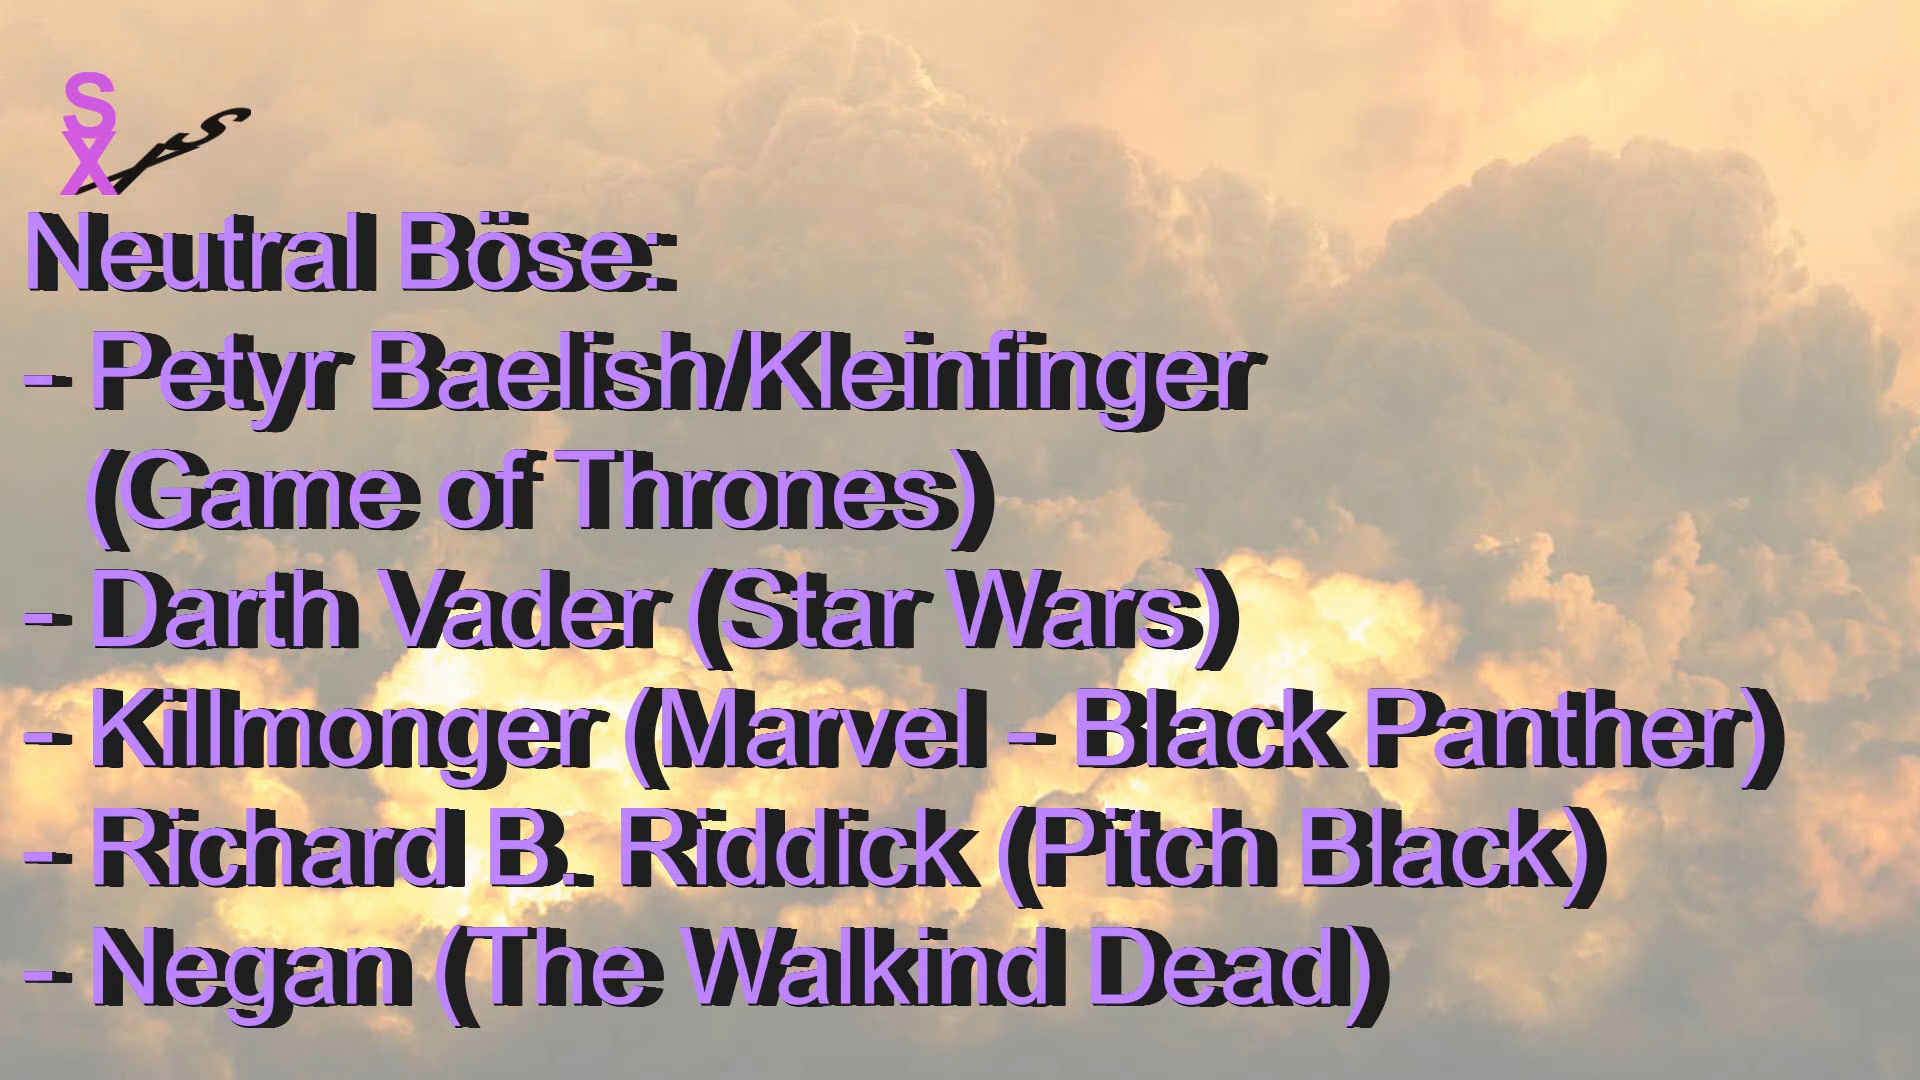 S
X
Neutral Böse:
- Petyr Baelish/Kleinfinger
(Game of Thrones)
- Darth Vader (Star Wars)
- Killmonger (Marvel - Black Panther)
- Richard B. Riddick (Pitch Black)
- Negan (The Walkind Dead)